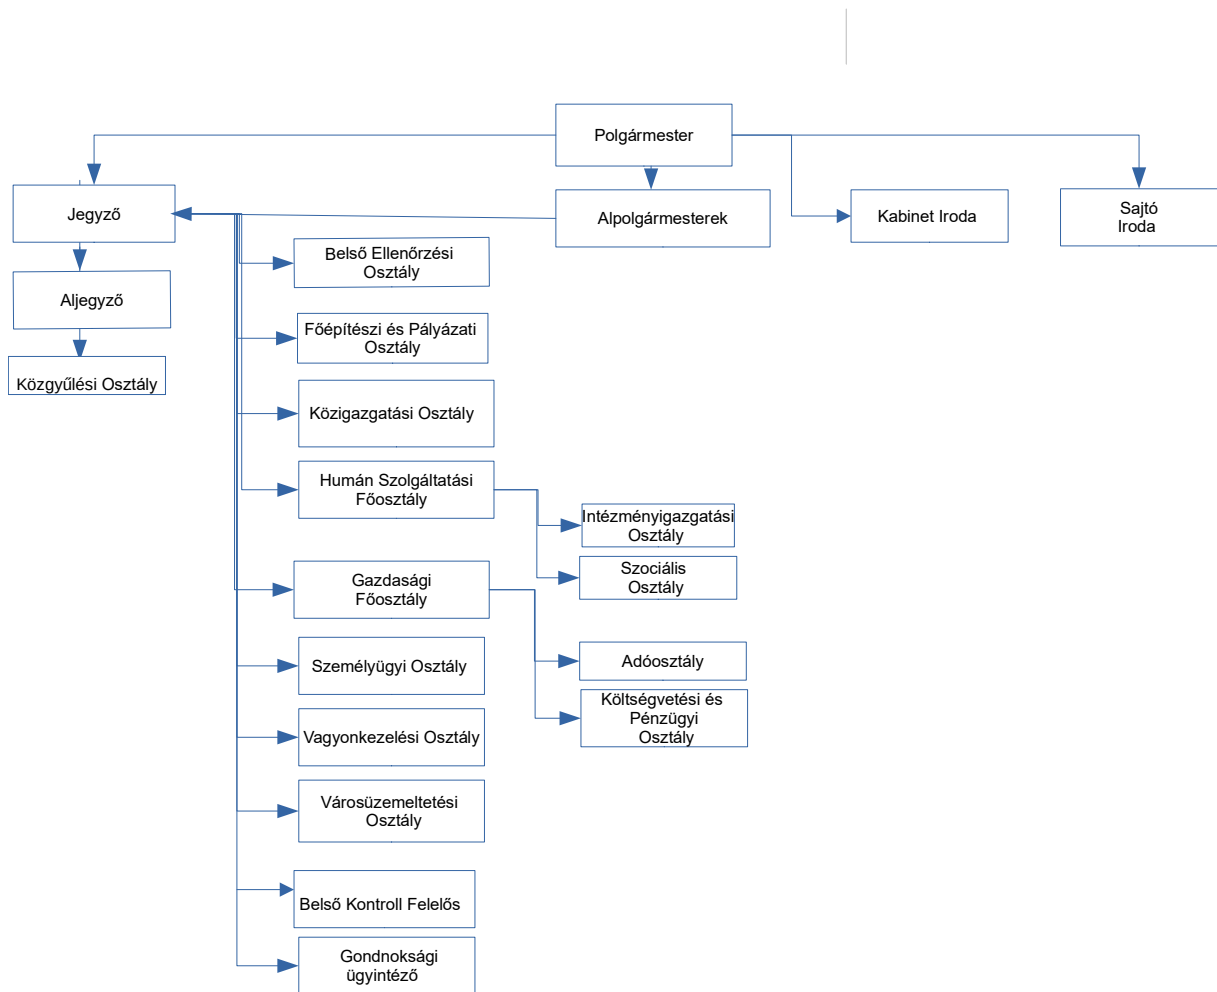 Polgármester
Jegyző
Alpolgármesterek
Kabinet Iroda
Sajtó
Iroda
Belső Ellenőrzési
Osztály
Aljegyző
Főépítészi és Pályázati
Osztály
Közgyűlési Osztály
Közigazgatási Osztály
Humán Szolgáltatási
Főosztály
Intézményigazgatási
Osztály
Szociális
Osztály
Gazdasági
Főosztály
Személyügyi Osztály
Adóosztály
Költségvetési és
Pénzügyi
Osztály
Vagyonkezelési Osztály
Városüzemeltetési
Osztály
Belső Kontroll Felelős
Gondnoksági
ügyintéző